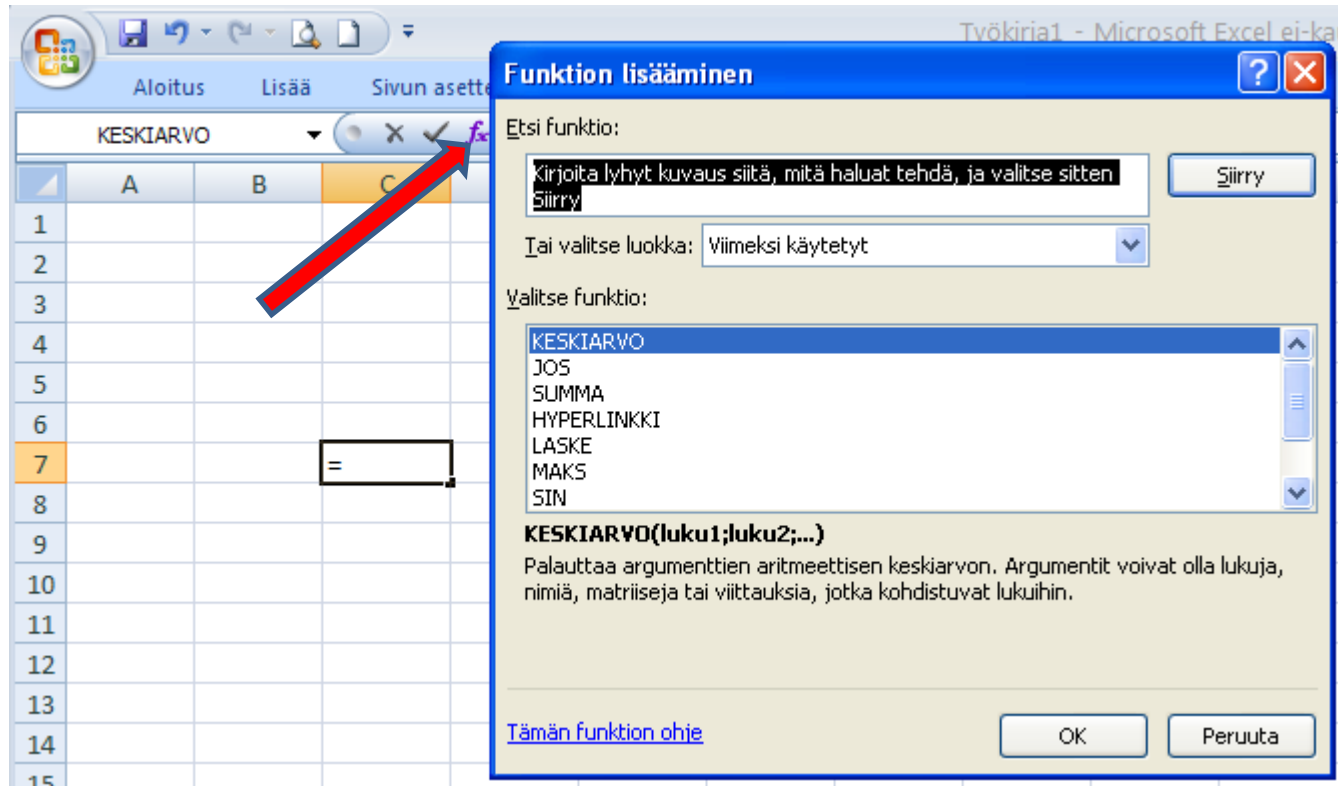 Työkirja1 - Microsoft Excel ei-ka
Aloitus Lisää Sivun asette
KESKIARVO fx
A B C
1
2
3
4
5
6
7 =
8
9
10
11
12
13
14
15
Funktion lisääminen
Etsi funktio:
Kirjoita lyhyt kuvaus siitä, mitä haluat tehdä, ja valitse sitten
Siirry
Siirry
Tai valitse luokka: Viimeksi käytetyt
Valitse funktio:
KESKIARVO
JOS
SUMMA
HYPERLINKKI
LASKE
MAKS
SIN
KESKIARVO(luku1;luku2;...)
Palauttaa argumenttien aritmeettisen keskiarvon. Argumentit voivat olla lukuja,
nimiä, matriiseja tai viittauksia, jotka kohdistuvat lukuihin.
Tämän funktion ohje
OK Peruuta